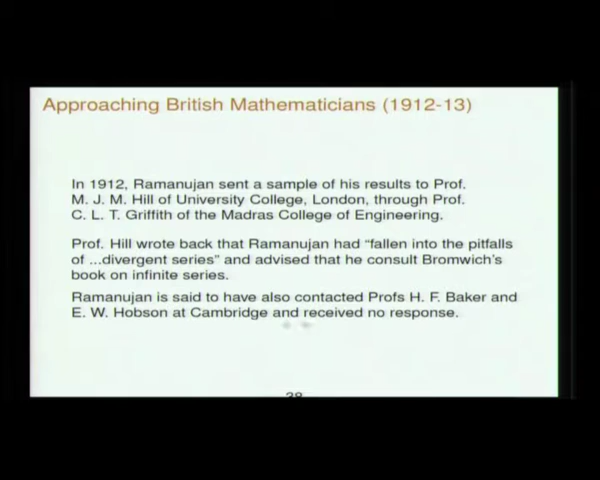 Approaching British Mathematicians (1912-13)
In 1912, Ramanujan sent a sample of his results to Prof.
M. J. M. Hill of University College, London, through Prof.
C. L. T. Griffith of the Madras College of Engineering.
Prof. Hill wrote back that Ramanujan had “fallen into the pitfalls
of ...divergent series” and advised that he consult Bromwich's
book on infinite series.
Ramanujan is said to have also contacted Profs H. F. Baker and
E. W. Hobson at Cambridge and received no response.